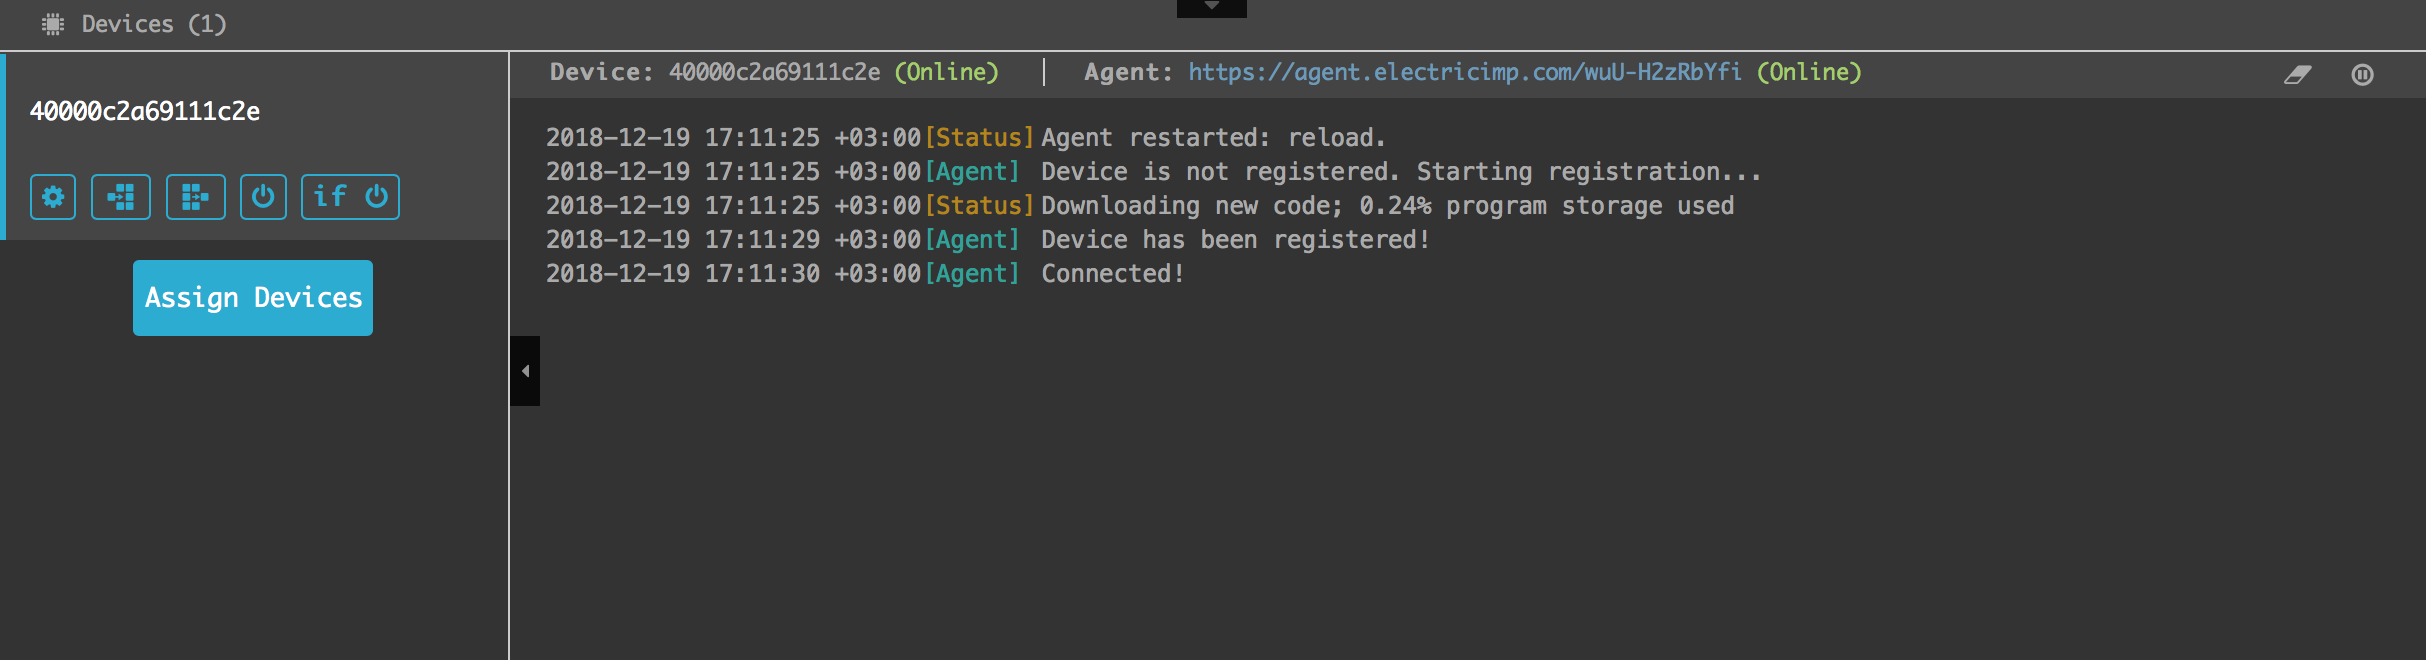 Devices (1)
40000c2a69111c2e
if
Assign Devices
Device: 40000c2a69111c2e (Online) | Agent: https://agent.electricimp.com/wuU-H2zRbYfi (Online)
2018-12-19 17:11:25 +03:00[Status] Agent restarted: reload.
2018-12-19 17:11:25 +03:00[Agent] Device is not registered. Starting registration...
2018-12-19 17:11:25 +03:00[Status] Downloading new code; 0.24% program storage used
2018-12-19 17:11:29 +03:00[Agent] Device has been registered!
2018-12-19 17:11:30 +03:00[Agent] Connected!